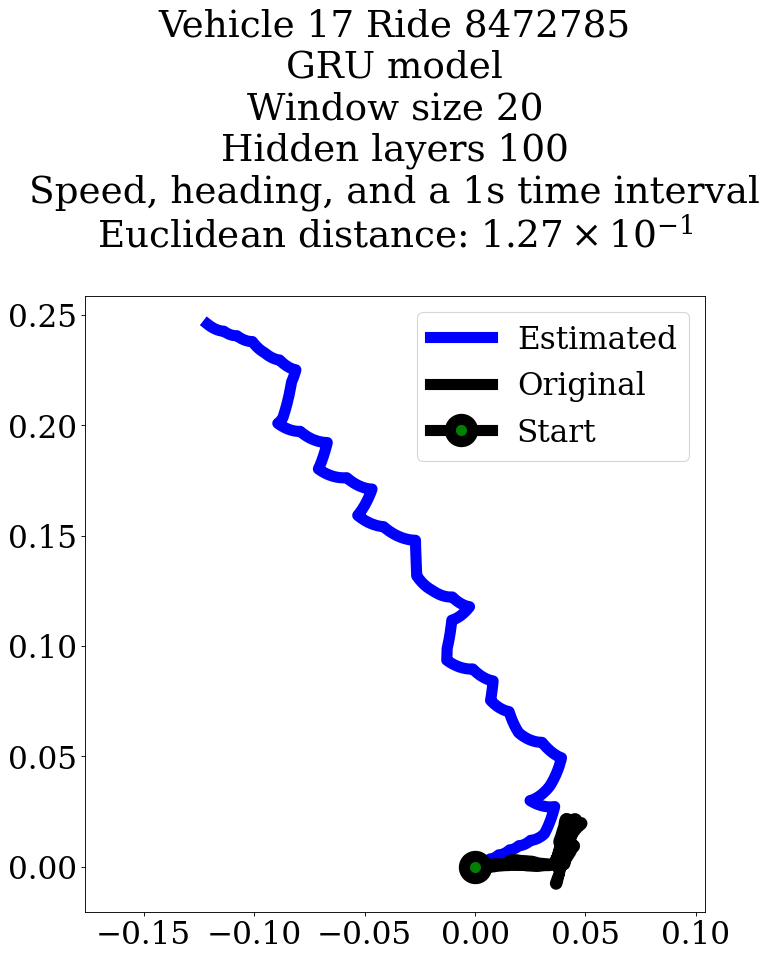 Vehicle 17 Ride 8472785
GRU model
Window size 20
Hidden layers 100
Speed, heading, and a 1s time interval
Euclidean distance: 1.27 × 10⁻¹
Estimated
Original
Start
0.25
0.20
0.15
0.10
0.05
0.00
−0.15 −0.10 −0.05 0.00 0.05 0.10